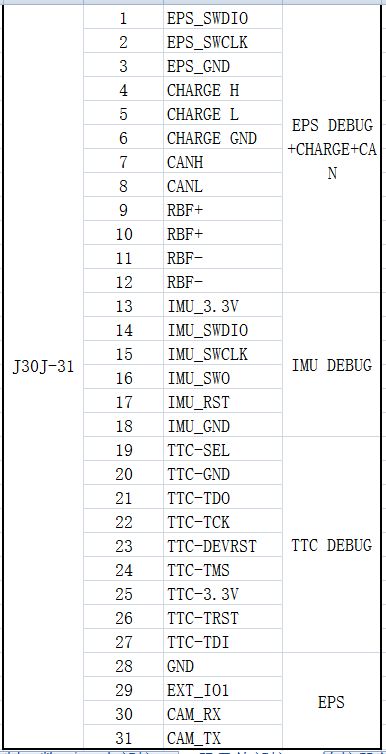 J30J-31
1 EPS_SWDIO
2 EPS_SWCLK
3 EPS_GND
4 CHARGE H
5 CHARGE L
6 CHARGE GND
7 CANH
8 CANL
9 RBF+
10 RBF+
11 RBF-
12 RBF-
EPS DEBUG
+CHARGE+CA
N
13 IMU_3.3V
14 IMU_SWDIO
15 IMU_SWCLK
16 IMU_SWO
17 IMU_RST
18 IMU_GND
IMU DEBUG
19 TTC-SEL
20 TTC-GND
21 TTC-TDO
22 TTC-TCK
23 TTC-DEVRST
24 TTC-TMS
25 TTC-3.3V
26 TTC-TRST
27 TTC-TDI
TTC DEBUG
28 GND
29 EXT_IO1
30 CAM_RX
31 CAM_TX
EPS